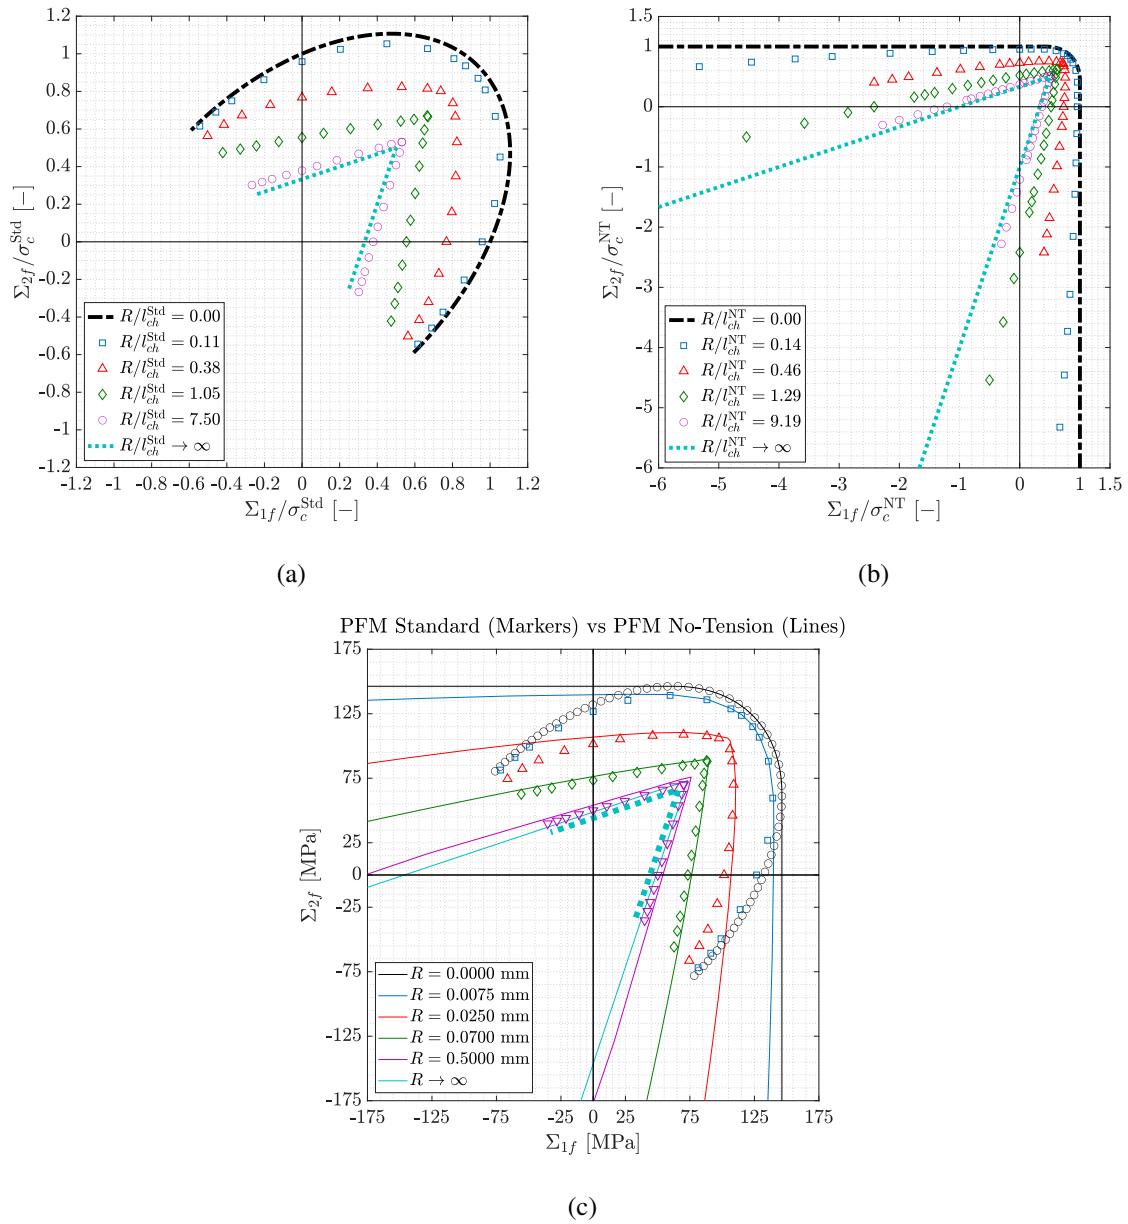 1.2
1
0.8
0.6
0.4
0.2
0
-0.2
-0.4
-0.6
-0.8
-1
-1.2
Σ2f/σcStd [−]
R/lchStd = 0.00
R/lchStd = 0.11
R/lchStd = 0.38
R/lchStd = 1.05
R/lchStd = 7.50
R/lchStd → ∞
-1.2 -1 -0.8 -0.6 -0.4 -0.2 0 0.2 0.4 0.6 0.8 1 1.2
Σ1f/σcStd [−]
(a)
1.5
1
0
-1
-2
-3
-4
-5
-6
Σ2f/σcNT [−]
R/lchNT = 0.00
R/lchNT = 0.14
R/lchNT = 0.46
R/lchNT = 1.29
R/lchNT = 9.19
R/lchNT → ∞
-6 -5 -4 -3 -2 -1 0 1 1.5
Σ1f/σcNT [−]
(b)
PFM Standard (Markers) vs PFM No-Tension (Lines)
175
125
75
25
0
-25
-75
-125
-175
Σ2f [MPa]
R = 0.0000 mm
R = 0.0075 mm
R = 0.0250 mm
R = 0.0700 mm
R = 0.5000 mm
R → ∞
-175 -125 -75 -25 0 25 75 125 175
Σ1f [MPa]
(c)